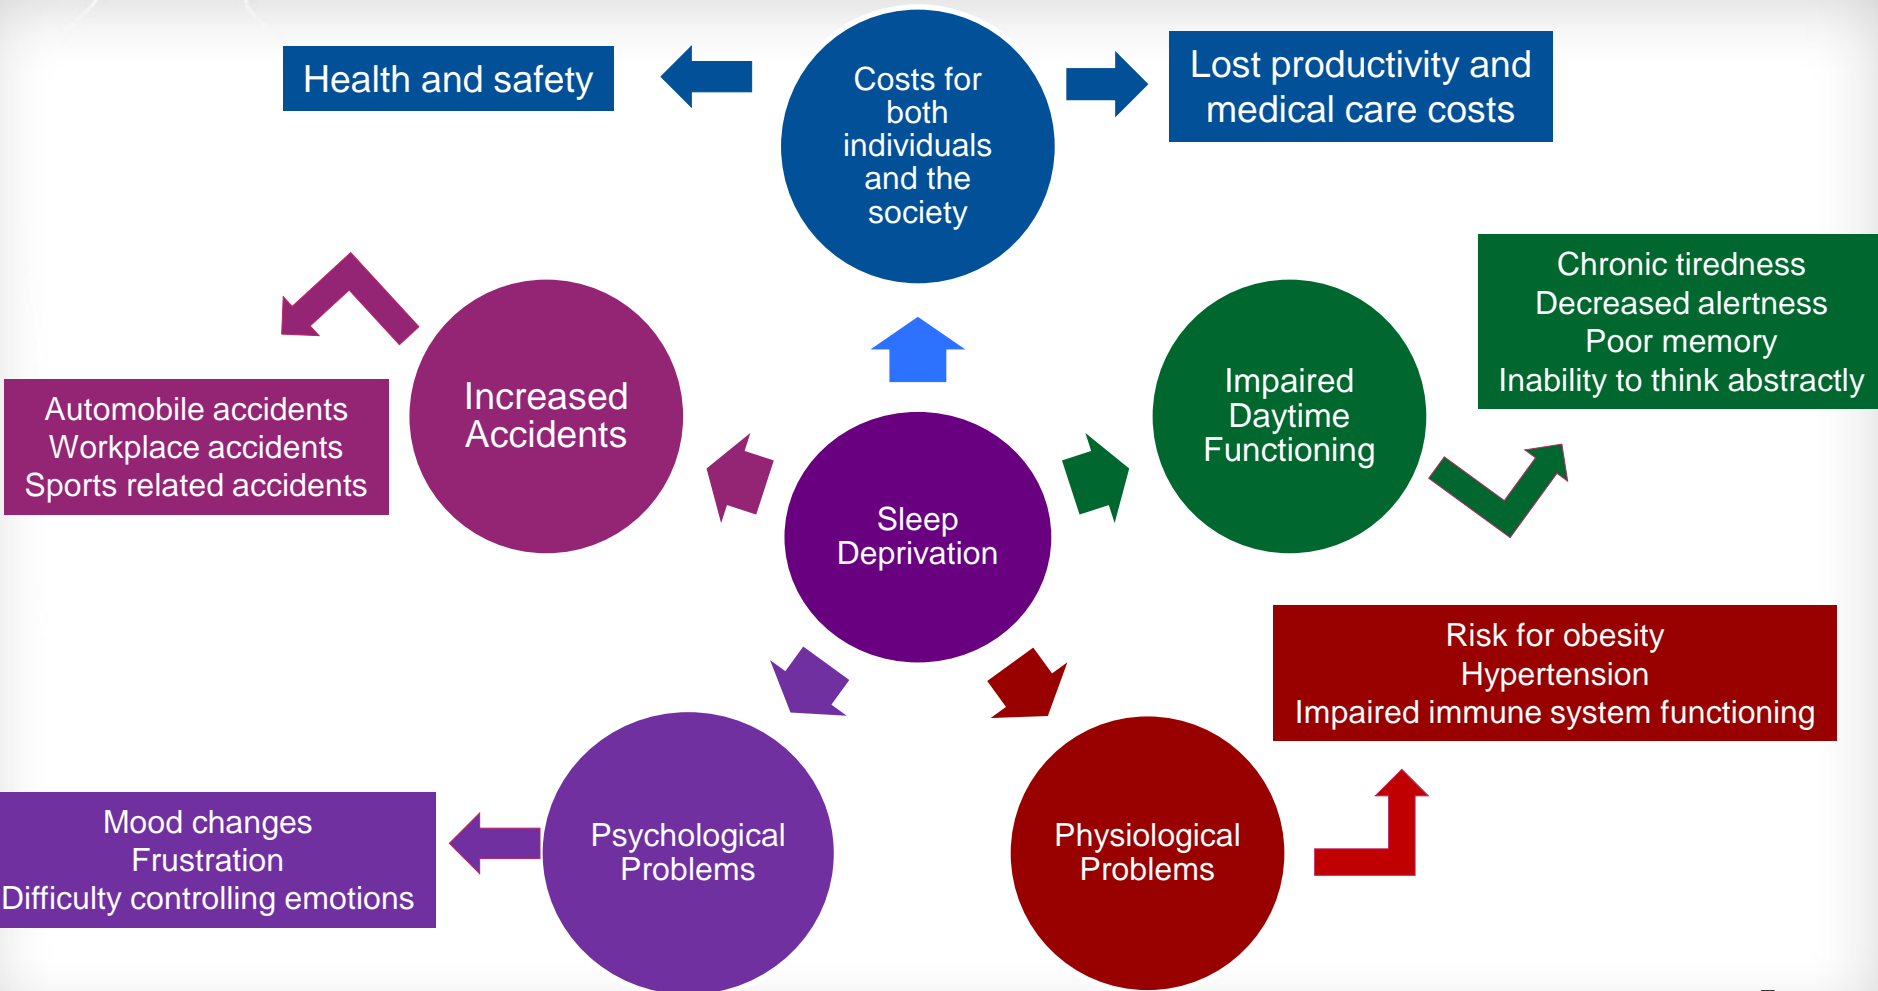 Health and safety
Costs for
both
individuals
and the
society
Lost productivity and
medical care costs
Increased
Accidents
Automobile accidents
Workplace accidents
Sports related accidents
Impaired
Daytime
Functioning
Chronic tiredness
Decreased alertness
Poor memory
Inability to think abstractly
Sleep
Deprivation
Psychological
Problems
Mood changes
Frustration
Difficulty controlling emotions
Physiological
Problems
Risk for obesity
Hypertension
Impaired immune system functioning